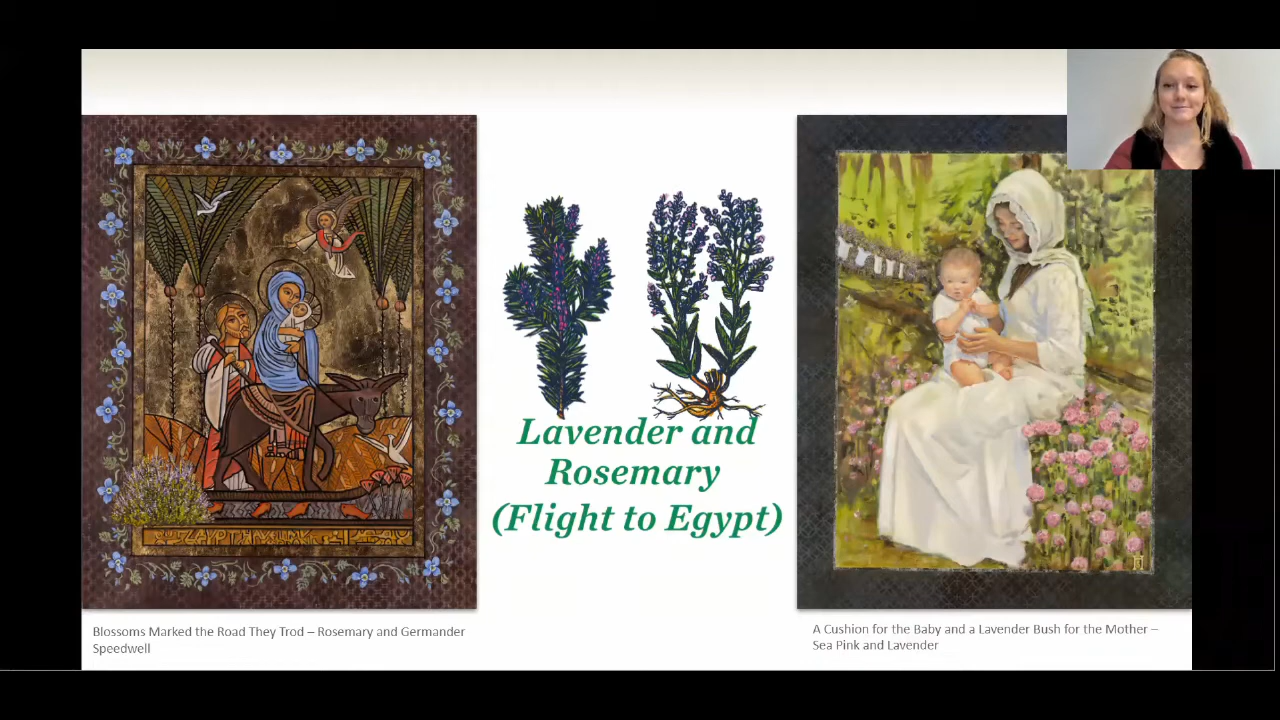 Lavender and
Rosemary
(Flight to Egypt)
Blossoms Marked the Road They Trod – Rosemary and Germander
Speedwell
A Cushion for the Baby and a Lavender Bush for the Mother –
Sea Pink and Lavender